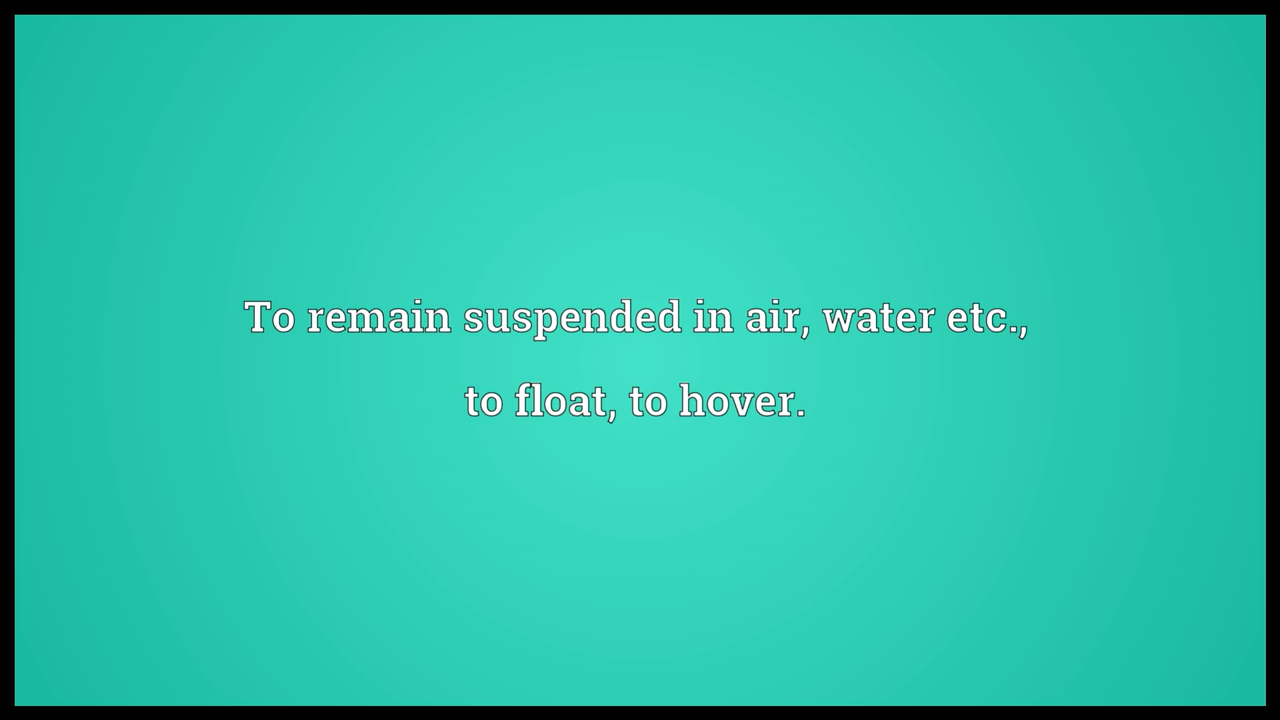 To remain suspended in air, water etc.,
to float, to hover.